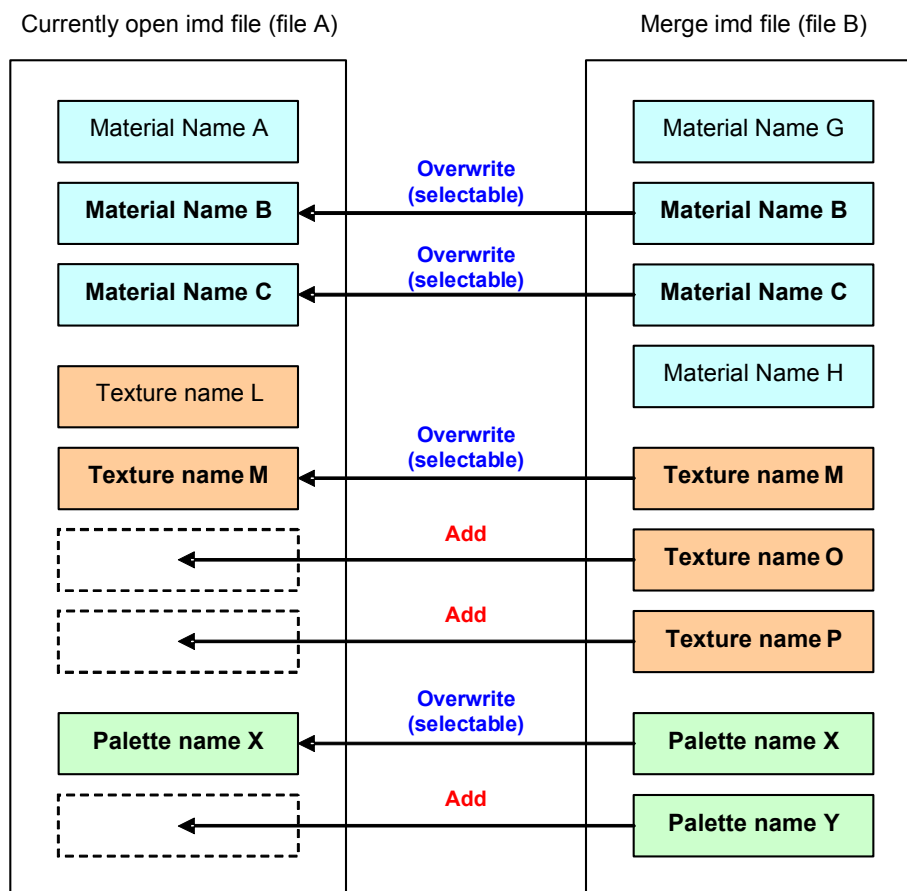 Currently open imd file (file A)
Merge imd file (file B)
Material Name A
Material Name G
Overwrite
(selectable)
Material Name B
Material Name B
Overwrite
(selectable)
Material Name C
Material Name C
Material Name H
Texture name L
Overwrite
(selectable)
Texture name M
Texture name M
Add
Texture name O
Add
Texture name P
Overwrite
(selectable)
Palette name X
Palette name X
Add
Palette name Y